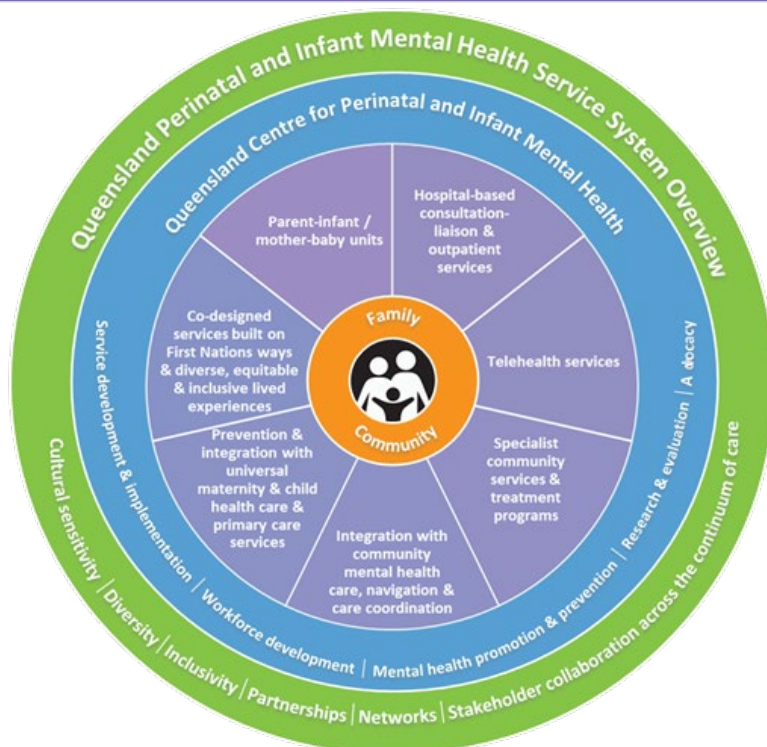 Queensland Perinatal and Infant Mental Health Service System Overview
Queensland Centre for Perinatal and Infant Mental Health
Parent-infant /
mother-baby units
Hospital-based
consultation-
liaison &
outpatient
services
Telehealth services
Specialist
community
services &
treatment
programs
Integration with
community
mental health
care, navigation &
care coordination
Prevention &
integration with
universal
maternity & child
health care &
primary care
services
Co-designed
services built on
First Nations ways
& diverse, equitable
& inclusive lived
experiences
Family
Community
Service development & implementation | Workforce development | Mental health promotion & prevention | Research & evaluation | A docacy
Cultural sensitivity | Diversity | Inclusivity | Partnerships | Networks | Stakeholder collaboration across the continuum of care